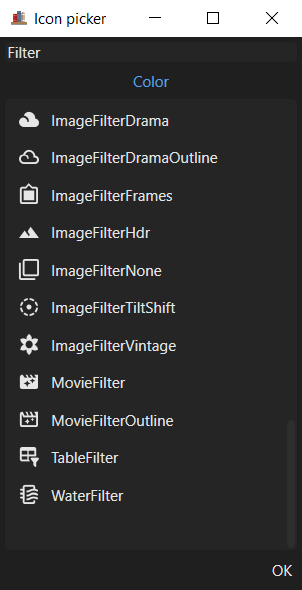 Icon picker
Filter
Color
ImageFilterDrama
ImageFilterDramaOutline
ImageFilterFrames
ImageFilterHdr
ImageFilterNone
ImageFilterTiltShift
ImageFilterVintage
MovieFilter
MovieFilterOutline
TableFilter
WaterFilter
OK